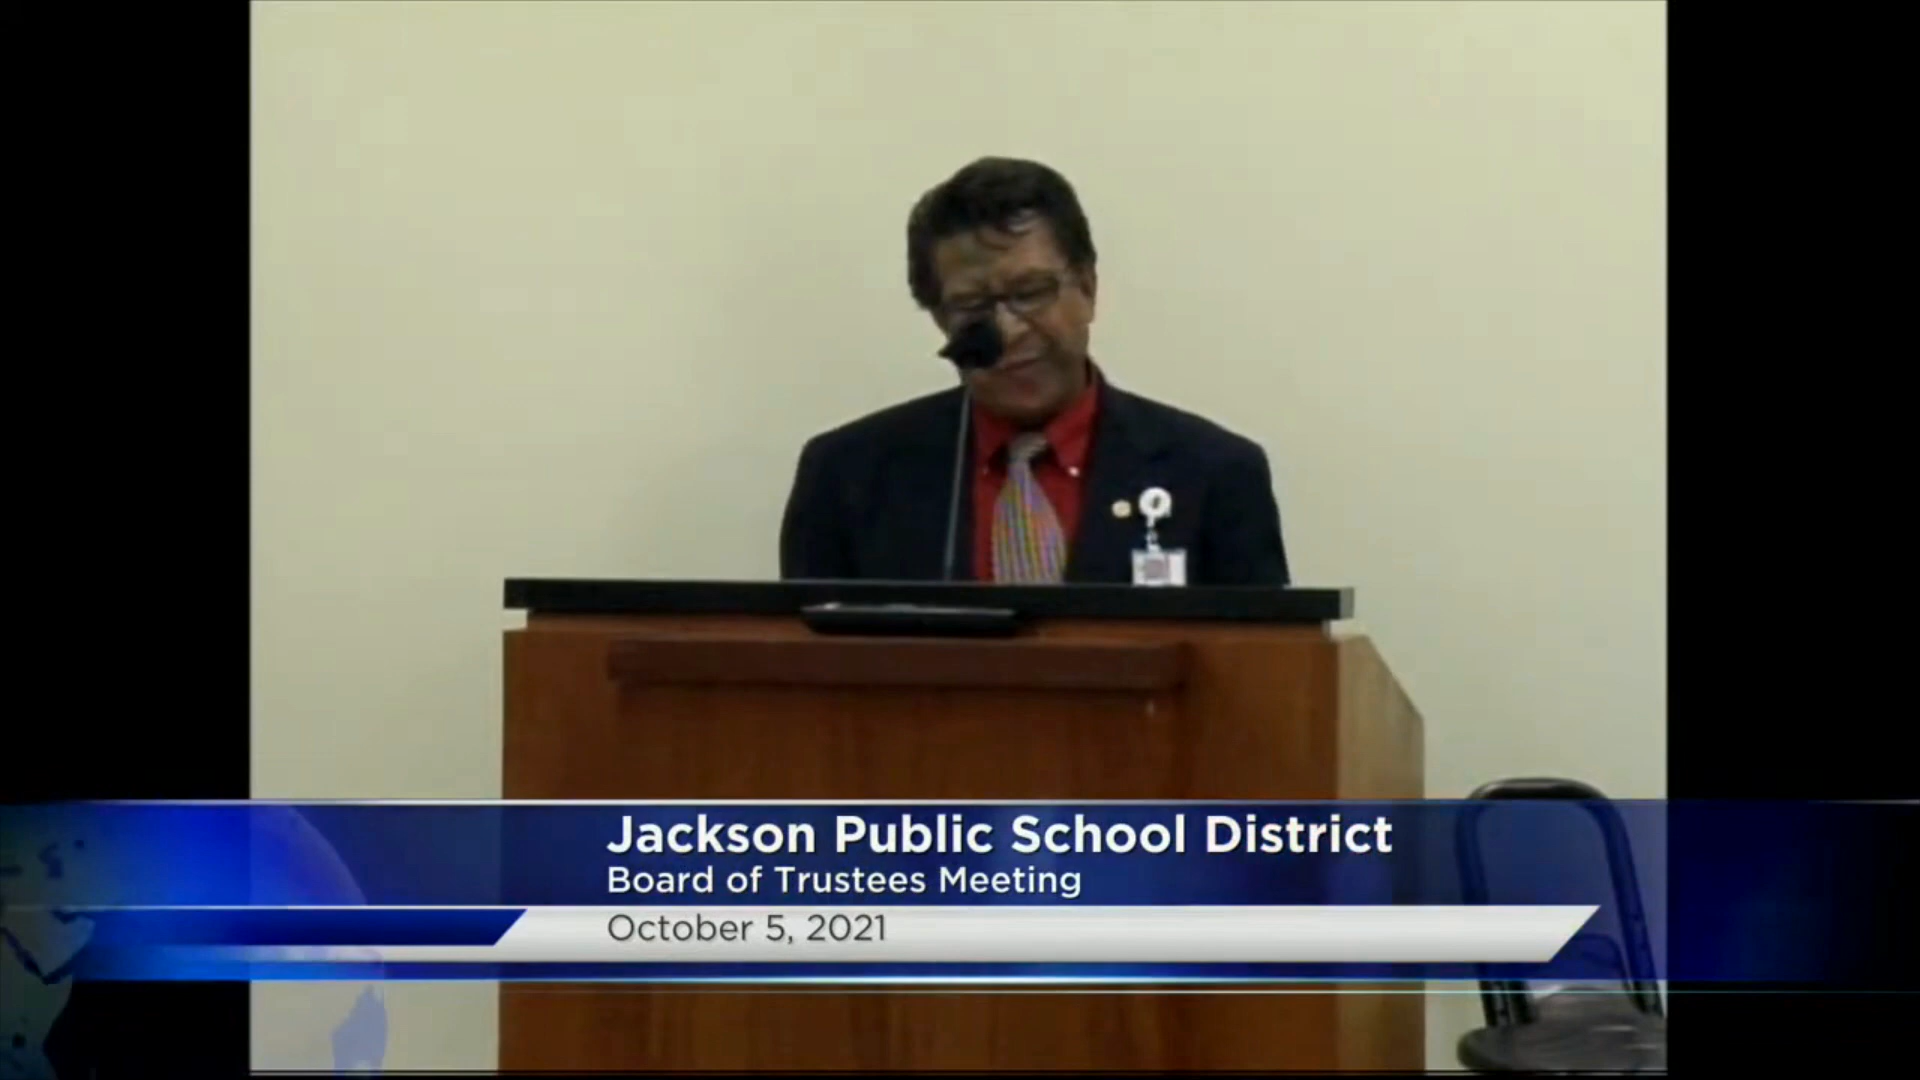 Jackson Public School District
Board of Trustees Meeting
October 5, 2021